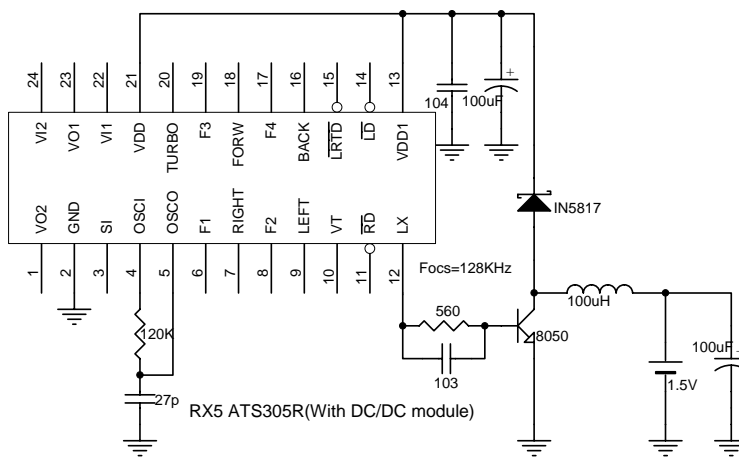 24 23 22 21 20 19 18 17 16 15 14 13
VI2 VO1 VI1 VDD TURBO F3 FORW F4 BACK LRTD LD VDD1
VO2 GND SI OSCI OSCO F1 RIGHT F2 LEFT VT RD LX
1 2 3 4 5 6 7 8 9 10 11 12
104
100uF
+
IN5817
Focs=128KHz
100uH
560
8050
103
120K
27p
100uF
1.5V
RX5 ATS305R(With DC/DC module)